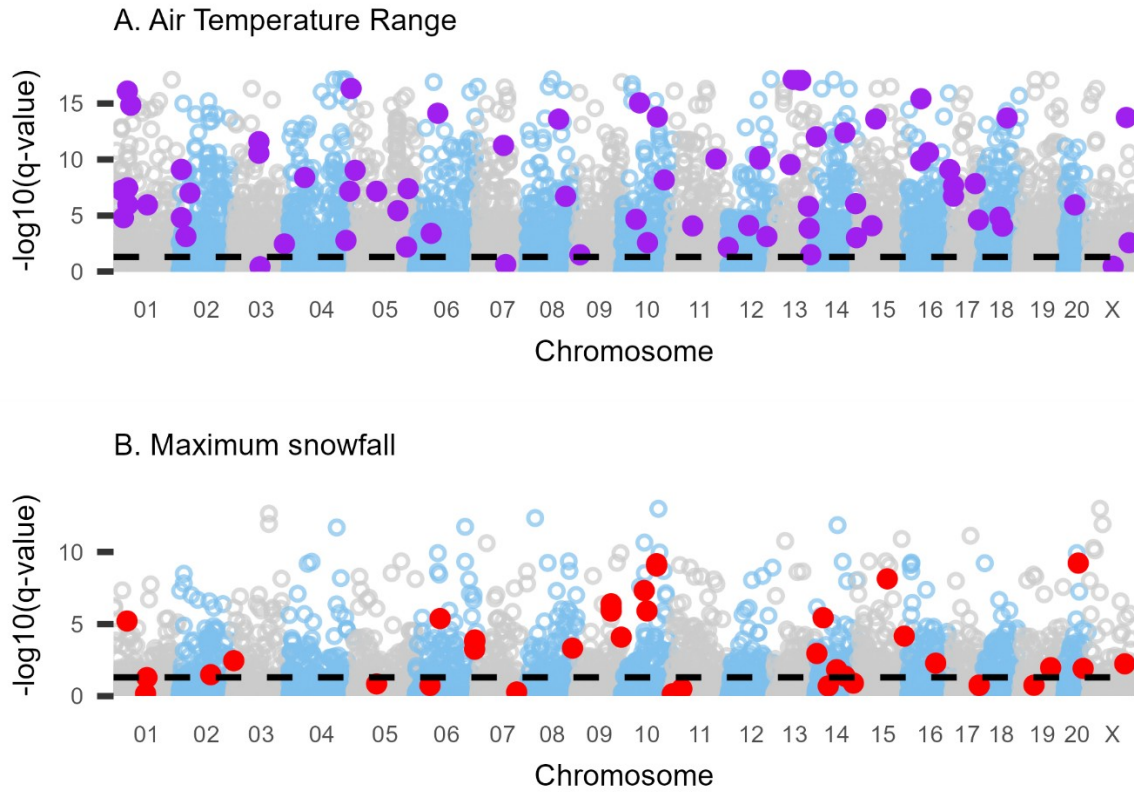 A. Air Temperature Range
-log10(q-value)
15
10
5
0
01 02 03 04 05 06 07 08 09 10 11 12 13 14 15 16 17 18 19 20 X
Chromosome
B. Maximum snowfall
-log10(q-value)
10
5
0
01 02 03 04 05 06 07 08 09 10 11 12 13 14 15 16 17 18 19 20 X
Chromosome